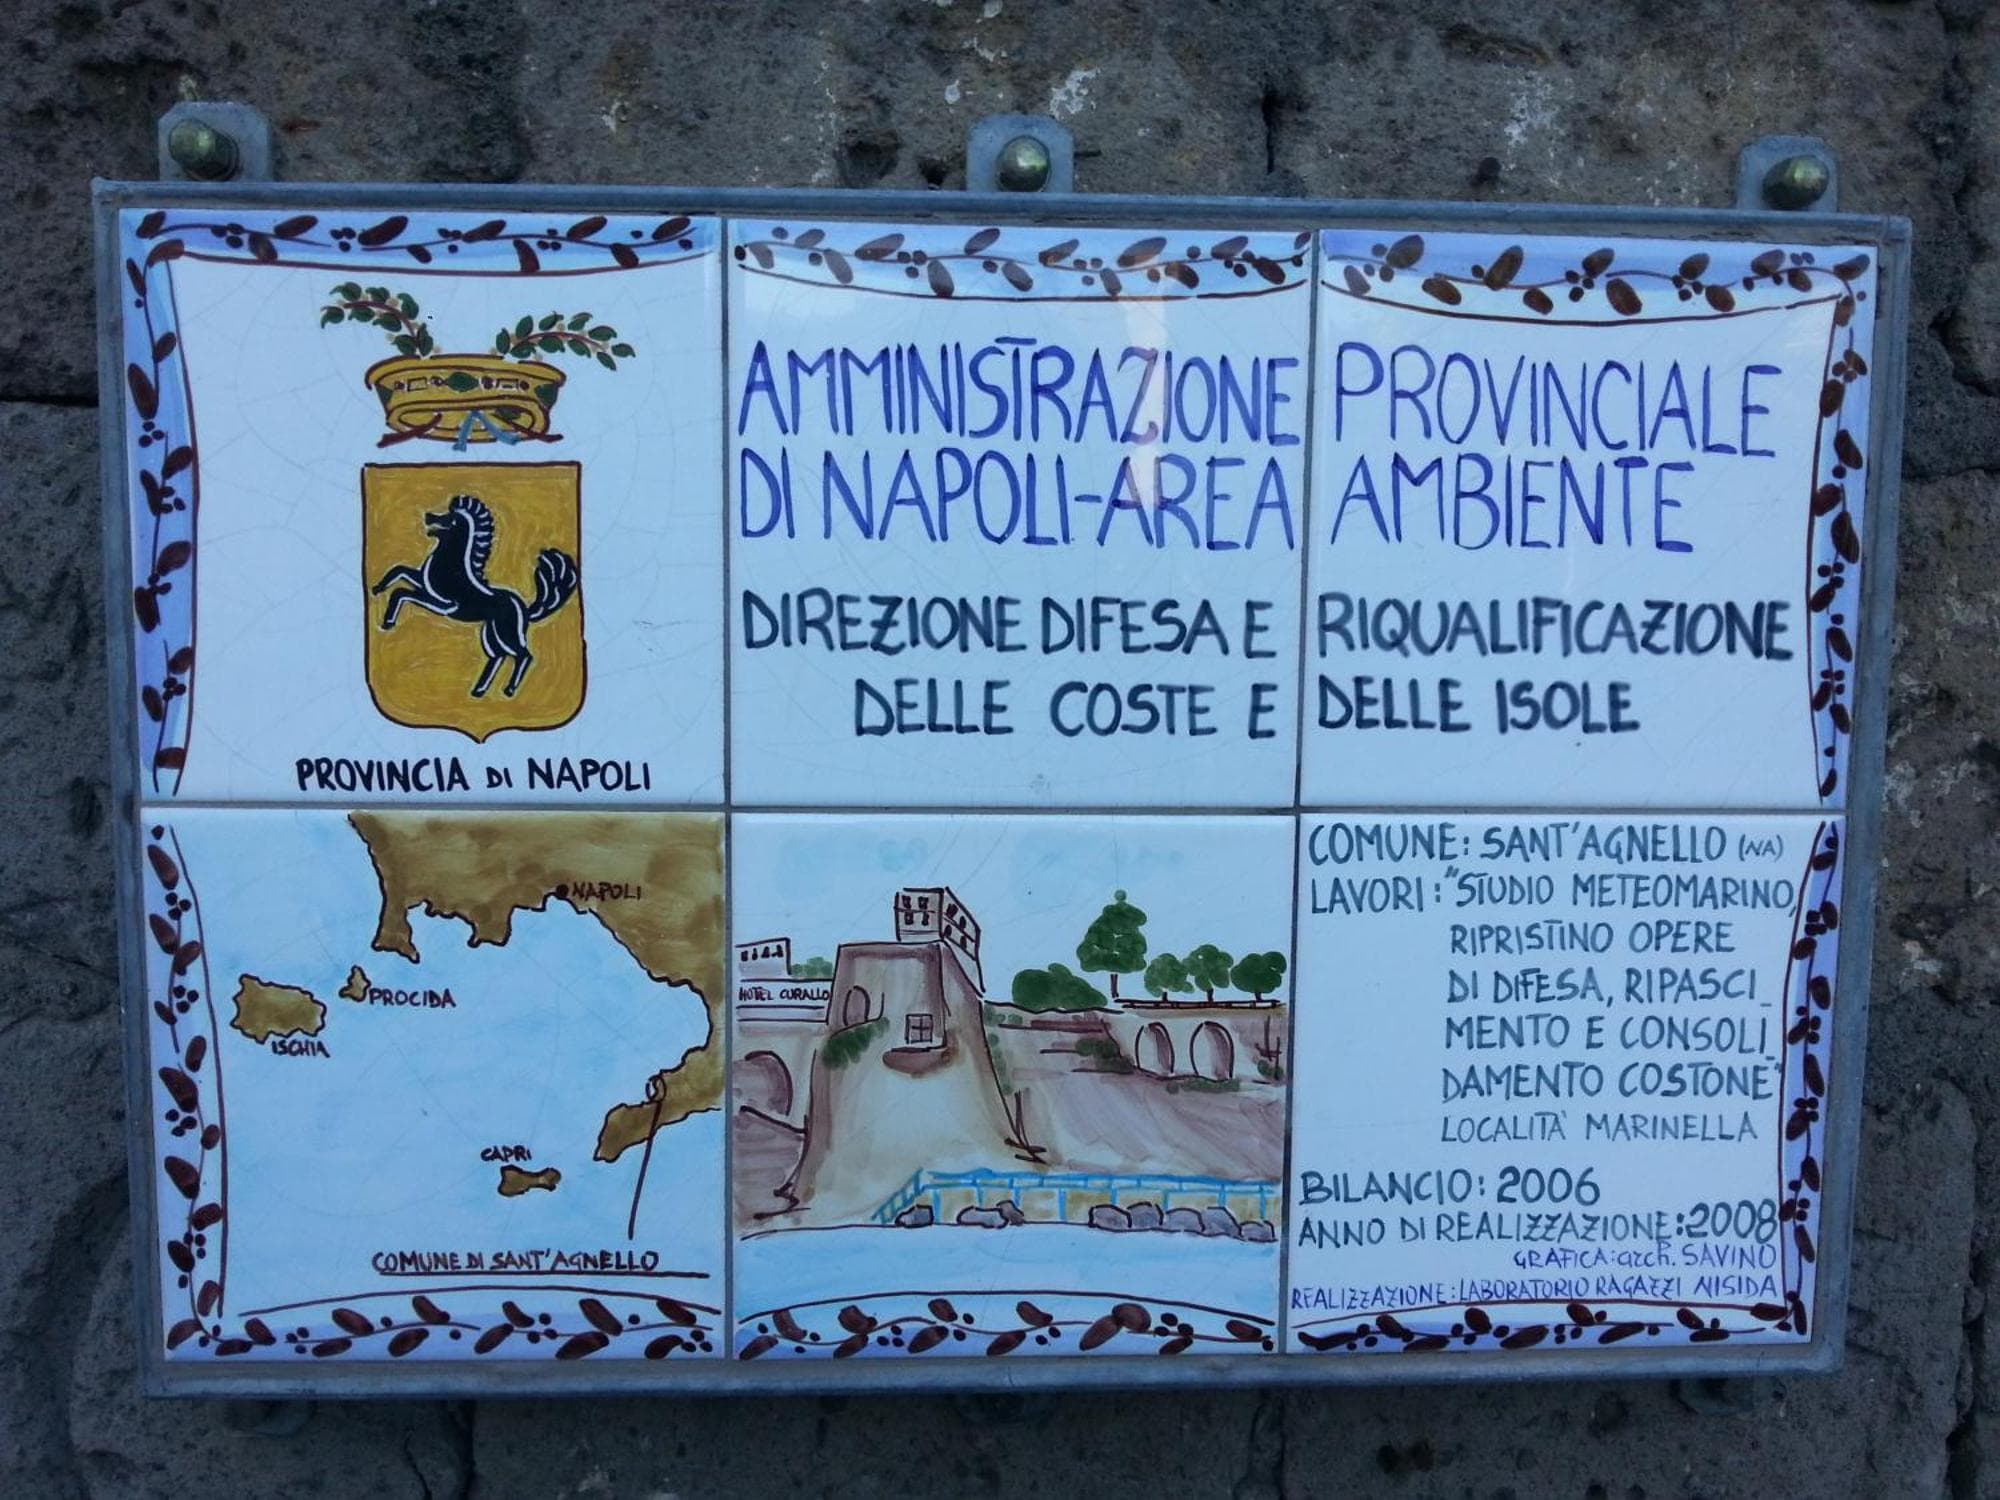 AMMINISTRAZIONE PROVINCIALE
DI NAPOLI-AREA AMBIENTE
DIREZIONE DIFESA E RIQUALIFICAZIONE
DELLE COSTE E DELLE ISOLE
PROVINCIA DI NAPOLI
NAPOLI
PROCIDA
ISCHIA
CAPRI
COMUNE DI SANT'AGNELLO
HOTEL CORALLO
COMUNE: SANT'AGNELLO (NA)
LAVORI: "STUDIO METEOMARINO,
RIPRISTINO OPERE
DI DIFESA, RIPASCI_
MENTO E CONSOLI_
DAMENTO COSTONE"
LOCALITÀ MARINELLA
BILANCIO: 2006
ANNO DI REALIZZAZIONE: 2008
GRAFICA: arch. SAVINO
REALIZZAZIONE: LABORATORIO RAGAZZI NISIDA